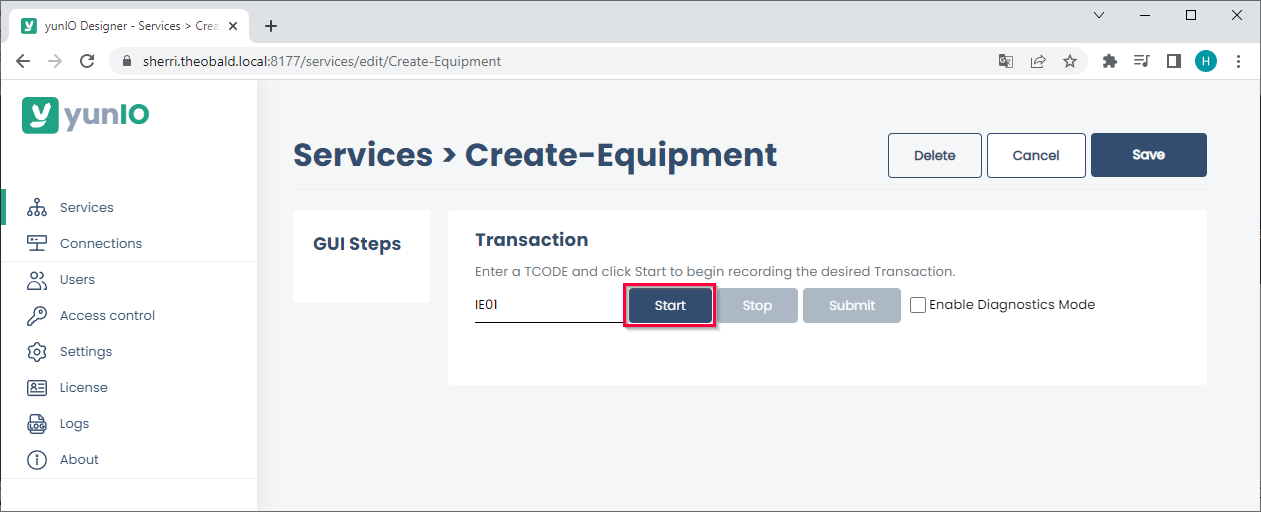 yunIO Designer - Services > Crea
sherri.theobald.local:8177/services/edit/Create-Equipment
H
yunIO
Services > Create-Equipment
Delete
Cancel
Save
Services
Connections
Users
Access control
Settings
License
LOG
Logs
About
GUI Steps
Transaction
Enter a TCODE and click Start to begin recording the desired Transaction.
IE01
Start
Stop
Submit
Enable Diagnostics Mode